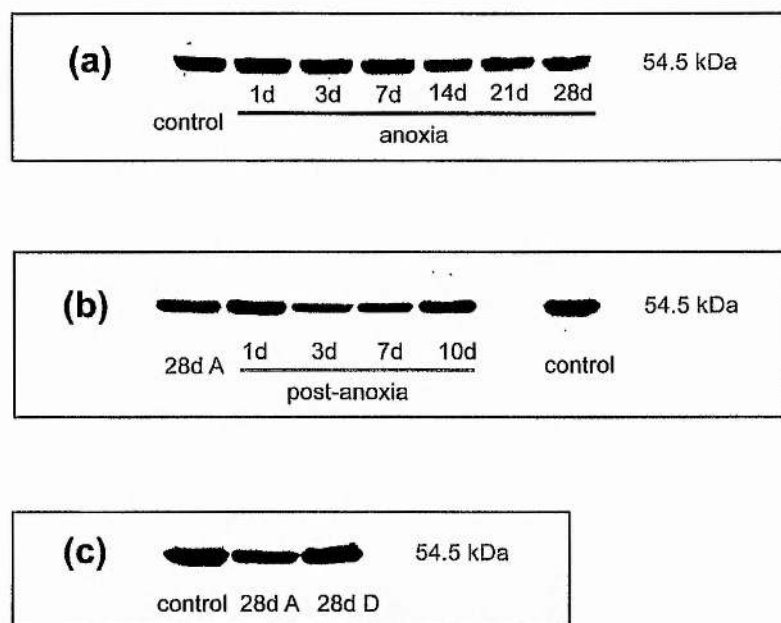 (a) 54.5 kDa
1d 3d 7d 14d 21d 28d
control
anoxia
(b) 54.5 kDa
1d 3d 7d 10d
28d A control
post-anoxia
(c) 54.5 kDa
control 28d A 28d D